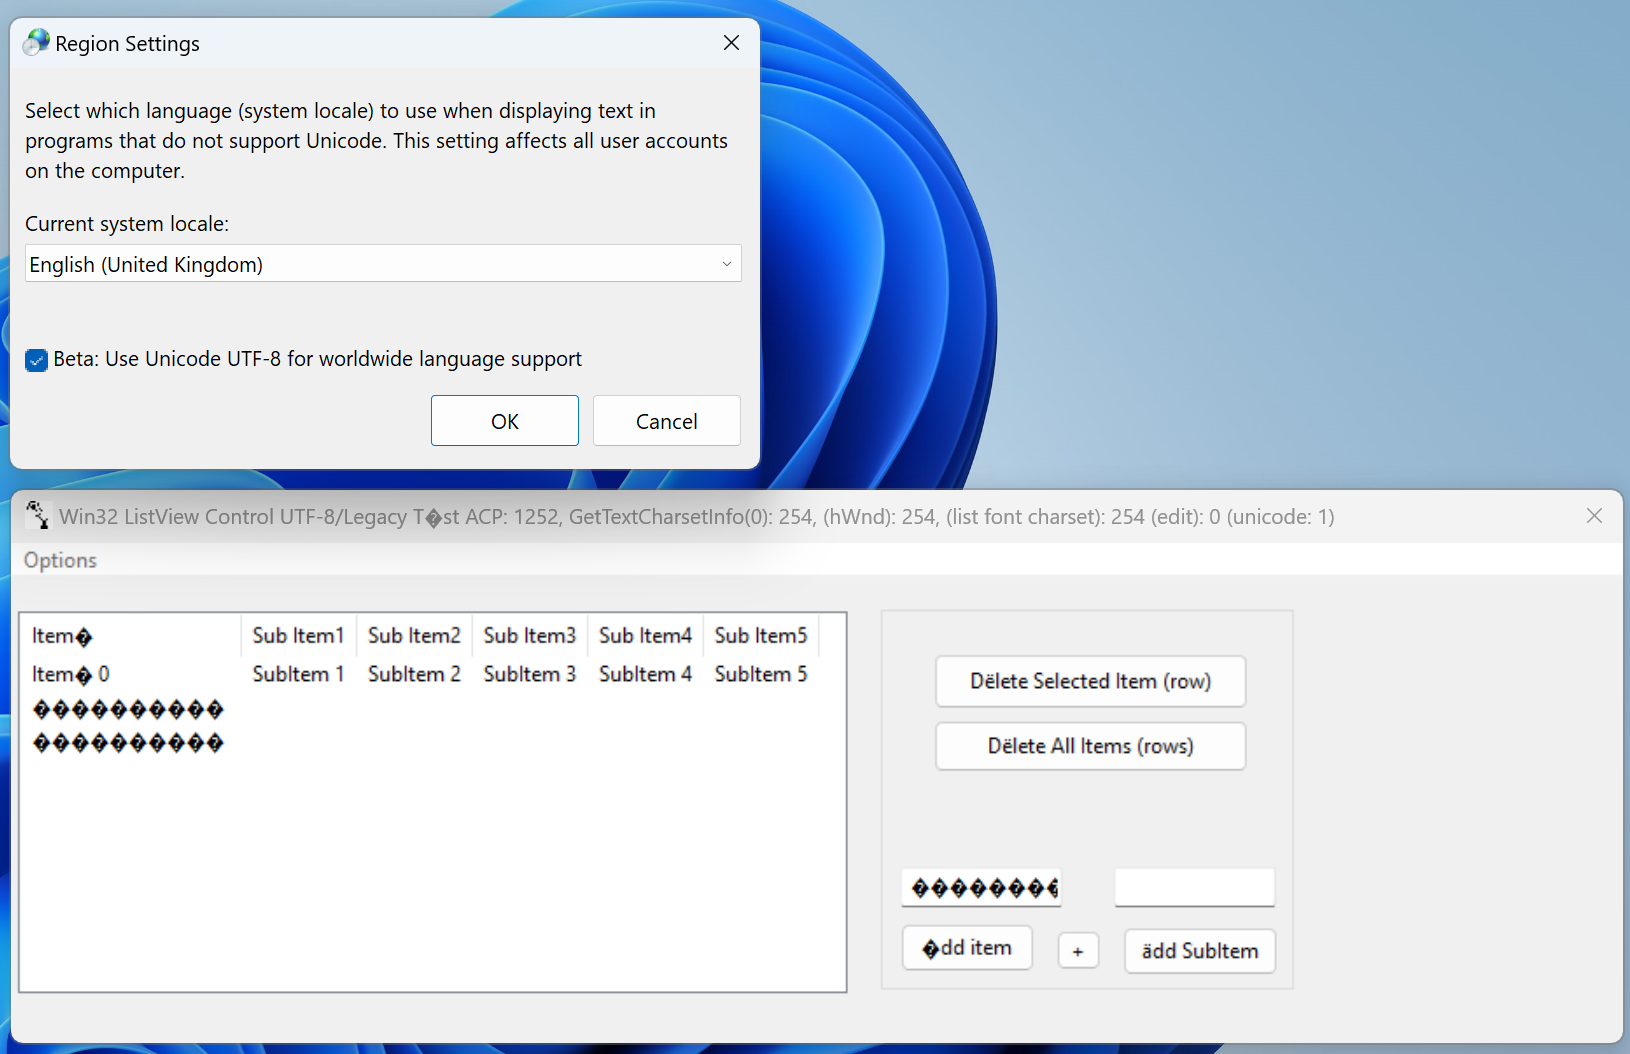 Region Settings
Select which language (system locale) to use when displaying text in
programs that do not support Unicode. This setting affects all user accounts
on the computer.
Current system locale:
English (United Kingdom)
Beta: Use Unicode UTF-8 for worldwide language support
OK
Cancel
Win32 ListView Control UTF-8/Legacy T�st ACP: 1252, GetTextCharsetInfo(0): 254, (hWnd): 254, (list font charset): 254 (edit): 0 (unicode: 1)
Options
Item� Sub Item1 Sub Item2 Sub Item3 Sub Item4 Sub Item5
Item� 0 SubItem 1 SubItem 2 SubItem 3 SubItem 4 SubItem 5
����������
����������
Dëlete Selected Item (row)
Dëlete All Items (rows)
��������
�dd item
+
ädd SubItem